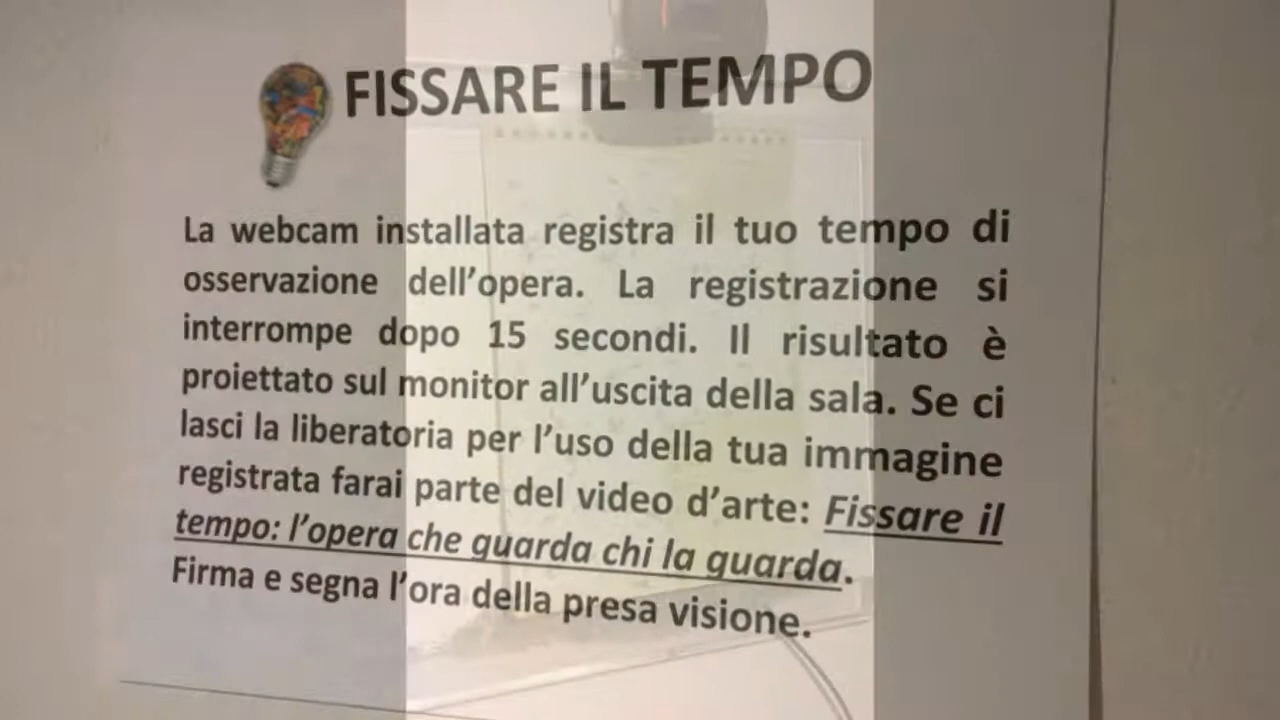 FISSARE IL TEMPO
La webcam installata registra il tuo tempo di
osservazione dell'opera. La registrazione si
interrompe dopo 15 secondi. Il risultato è
proiettato sul monitor all'uscita della sala. Se ci
lasci la liberatoria per l'uso della tua immagine
registrata farai parte del video d'arte: Fissare il
tempo: l'opera che guarda chi la guarda.
Firma e segna l'ora della presa visione.